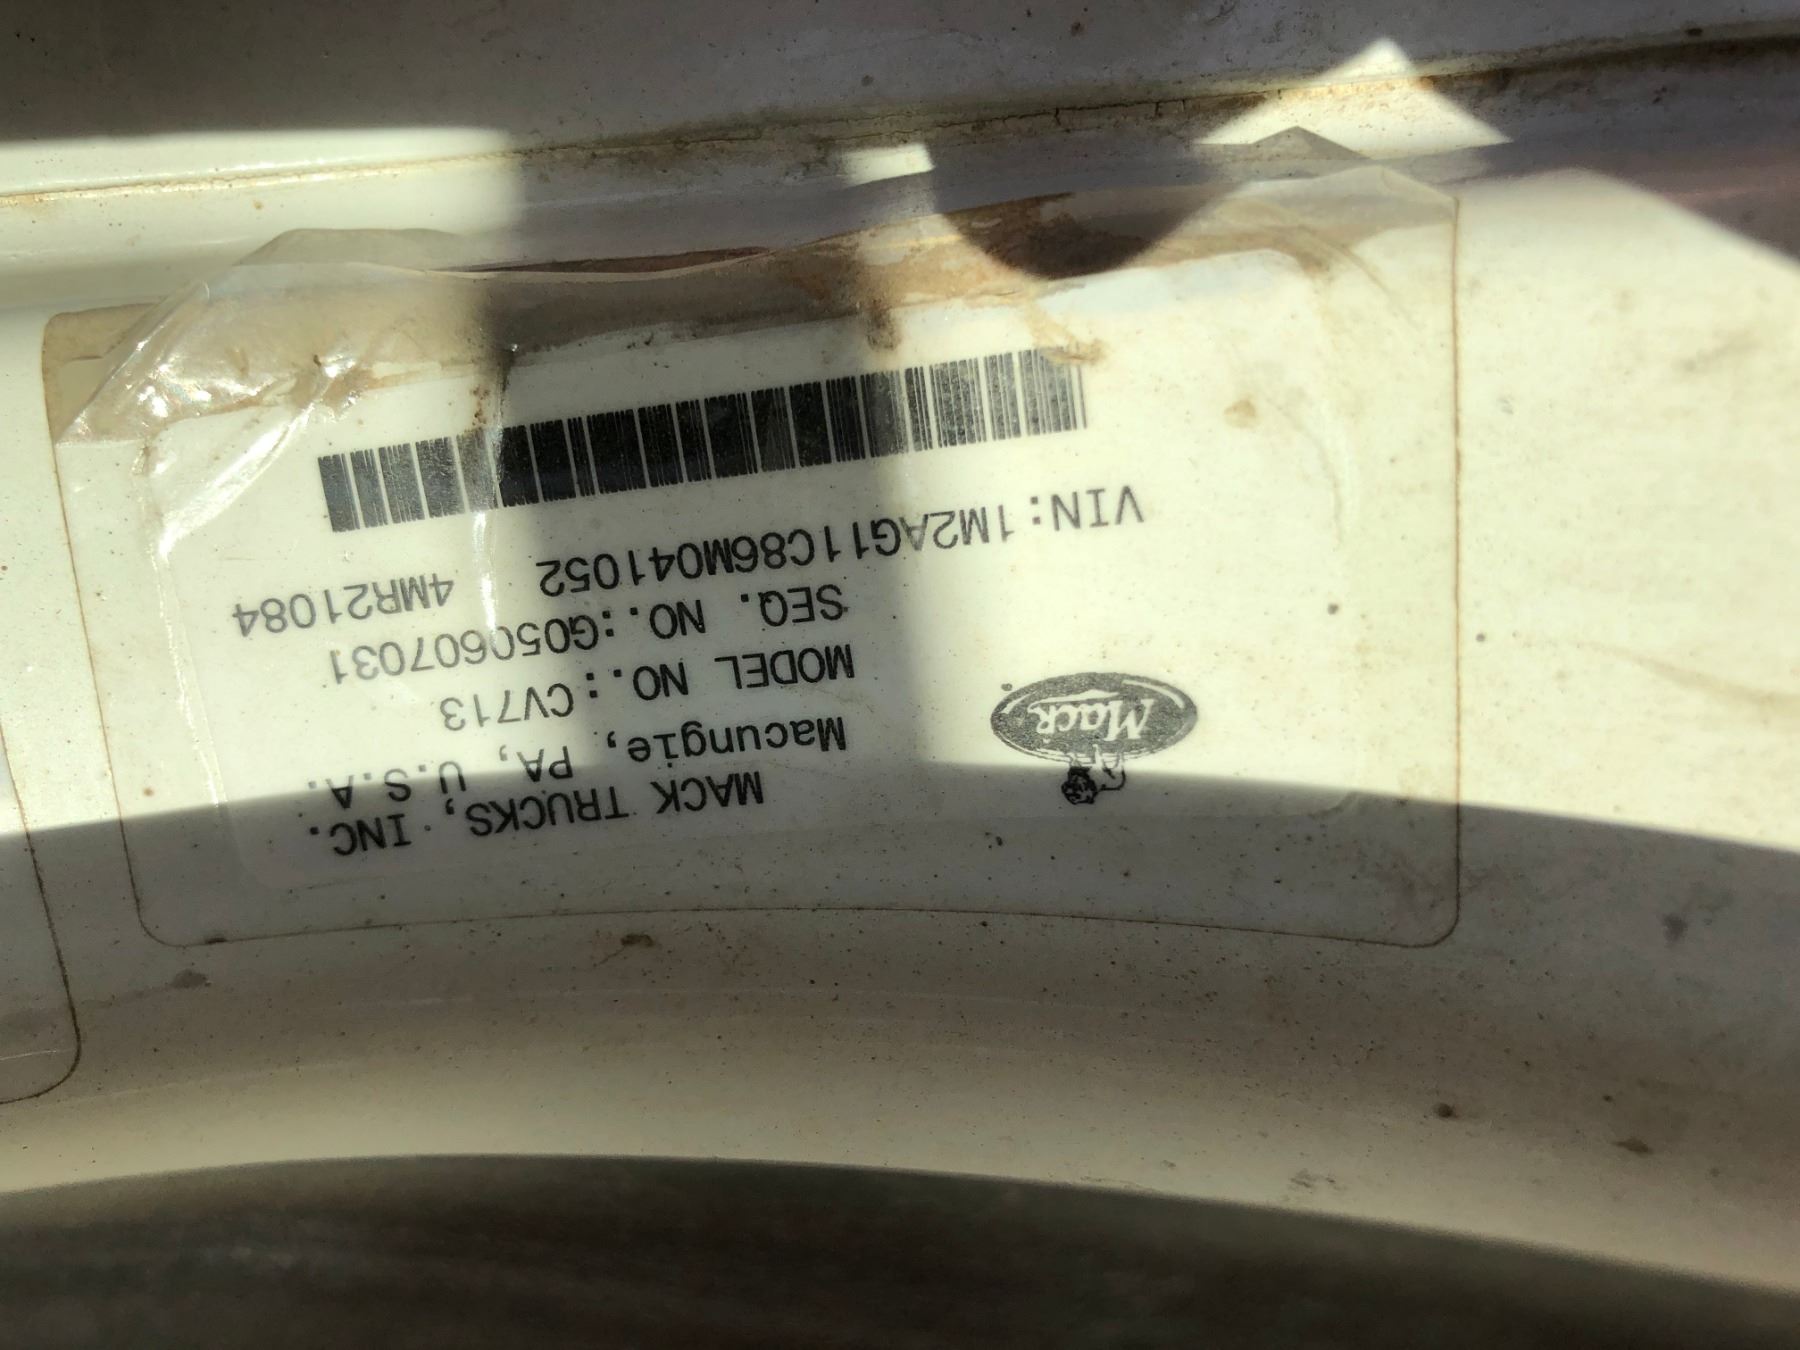 Mack
MACK TRUCKS, INC.
Macungie, PA, U.S.A.
MODEL NO.: CV713
SEQ. NO.:G050607031
VIN:1M2AG11C86M041052 4MR21084